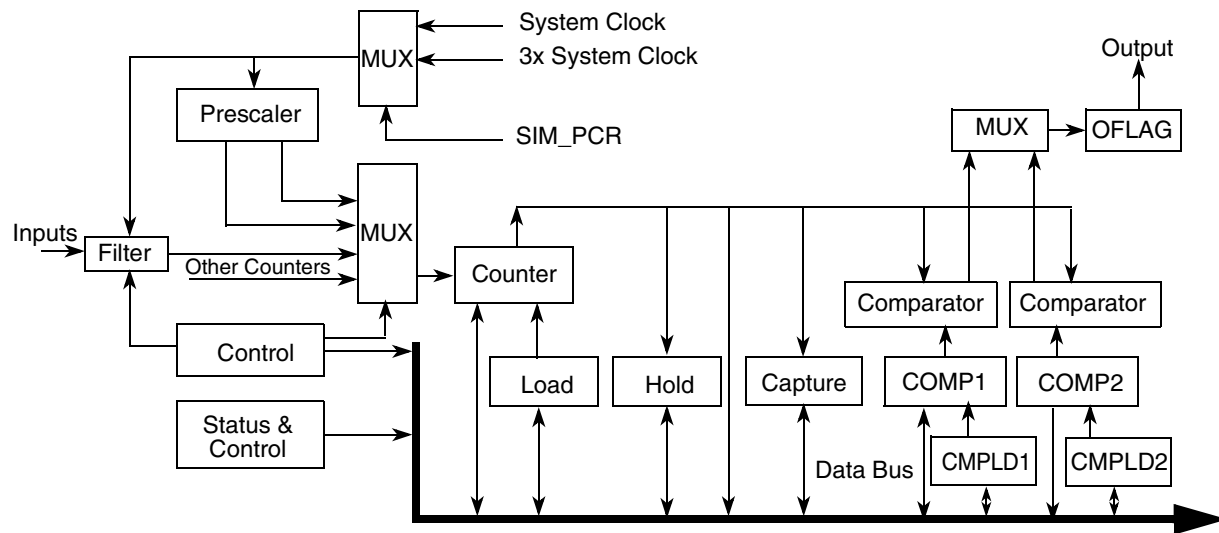 System Clock
MUX
3x System Clock
Output
Prescaler
SIM_PCR
MUX
OFLAG
Inputs
MUX
Filter
Other Counters
Counter
Comparator
Comparator
Control
Load
Hold
Capture
COMP1
COMP2
Status &
Control
Data Bus
CMPLD1
CMPLD2